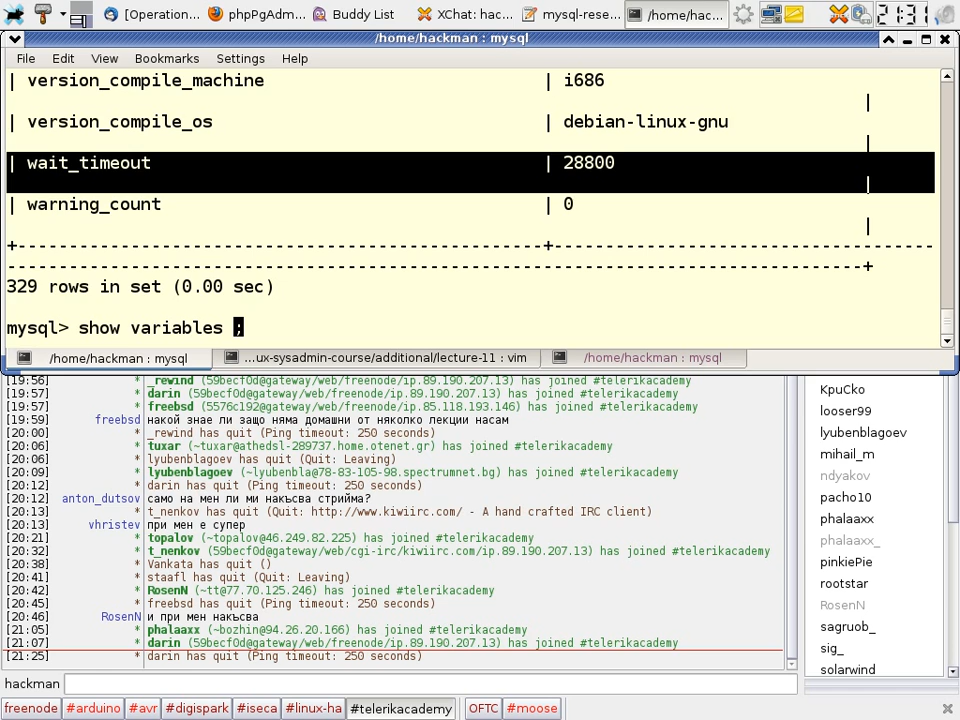 [Operation...
phpPgAdm...
Buddy List
XChat: hac...
mysql-rese...
/home/hac...
21:31
/home/hackman : mysql
File Edit View Bookmarks Settings Help
| version_compile_machine | i686
|
| version_compile_os | debian-linux-gnu
|
| wait_timeout | 28800
|
| warning_count | 0
|
+---------------------------------------------------+-------------------------------------
-----------------------------------------------------------------------------------+
329 rows in set (0.00 sec)
mysql> show variables ;
/home/hackman : mysql
...ux-sysadmin-course/additional/lecture-11 : vim
/home/hackman : mysql
[19:56] * _rewind (59becf0d@gateway/web/freenode/ip.89.190.207.13) has joined #telerikacademy
[19:57] * darin (59becf0d@gateway/web/freenode/ip.89.190.207.13) has joined #telerikacademy
[19:57] * freebsd (5576c192@gateway/web/freenode/ip.85.118.193.146) has joined #telerikacademy
[19:59] freebsd какой знае ли защо няма домашни от няколко лекции насам
[20:00] * _rewind has quit (Ping timeout: 250 seconds)
[20:06] * tuxar (~tuxar@athedsl-289737.home.otenet.gr) has joined #telerikacademy
[20:06] * lyubenblagoev has quit (Quit: Leaving)
[20:09] * lyubenblagoev (~lyubenbla@78-83-105-98.spectrumnet.bg) has joined #telerikacademy
[20:12] * darin has quit (Ping timeout: 250 seconds)
[20:12] anton_dutsov само на мен ли ми накъсва стрийма?
[20:13] * t_nenkov has quit (Quit: http://www.kiwiirc.com/ - A hand crafted IRC client)
[20:13] vhristev при мен е супер
[20:21] * topalov (~topalov@46.249.82.225) has joined #telerikacademy
[20:32] * t_nenkov (59becf0d@gateway/web/cgi-irc/kiwiirc.com/ip.89.190.207.13) has joined #telerikacademy
[20:38] * Vankata has quit ()
[20:41] * staafl has quit (Quit: Leaving)
[20:42] * RosenN (~tt@77.70.125.246) has joined #telerikacademy
[20:45] * freebsd has quit (Ping timeout: 250 seconds)
[20:46] RosenN и при мен накъсва
[21:05] * phalaaxx (~bozhin@94.26.20.166) has joined #telerikacademy
[21:07] * darin (59becf0d@gateway/web/freenode/ip.89.190.207.13) has joined #telerikacademy
[21:25] * darin has quit (Ping timeout: 250 seconds)
KpuCko
looser99
lyubenblagoev
mihail_m
ndyakov
pacho10
phalaaxx
phalaaxx_
pinkiePie
rootstar
RosenN
sagruob_
sig_
solarwind
hackman
freenode #arduino #avr #digispark #iseca #linux-ha #telerikacademy OFTC #moose